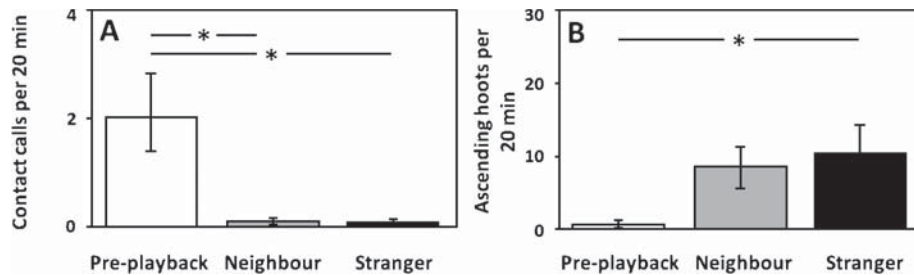 A
Contact calls per 20 min
4
2
0
*
*
Pre-playback Neighbour Stranger
B
Ascending hoots per
20 min
30
20
10
0
*
Pre-playback Neighbour Stranger